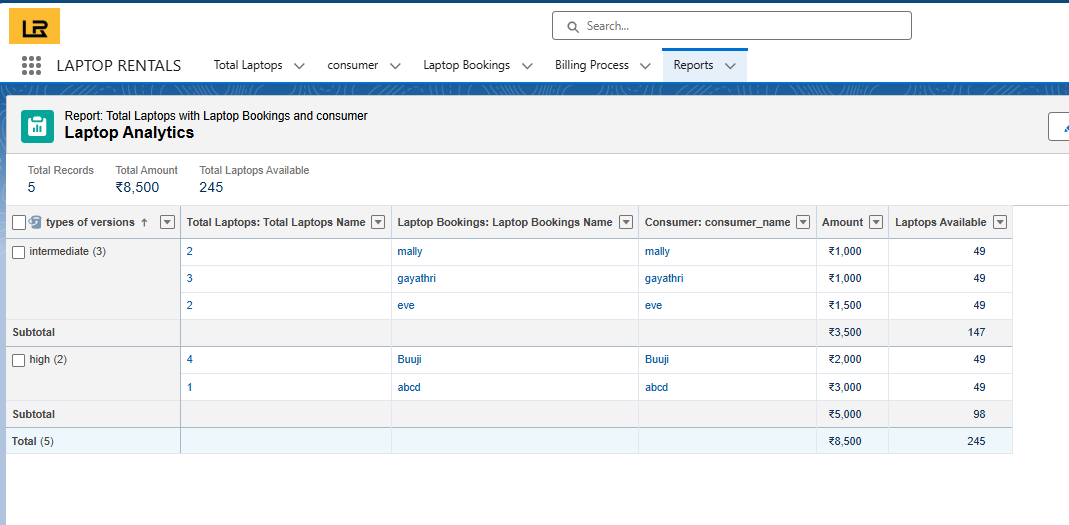 LR
Search...
LAPTOP RENTALS Total Laptops consumer Laptop Bookings Billing Process Reports
Report: Total Laptops with Laptop Bookings and consumer
Laptop Analytics
Total Records Total Amount Total Laptops Available
5 ₹8,500 245
types of versions ↑ Total Laptops: Total Laptops Name Laptop Bookings: Laptop Bookings Name Consumer: consumer_name Amount Laptops Available
intermediate (3) 2 mally mally ₹1,000 49
3 gayathri gayathri ₹1,000 49
2 eve eve ₹1,500 49
Subtotal ₹3,500 147
high (2) 4 Buuji Buuji ₹2,000 49
1 abcd abcd ₹3,000 49
Subtotal ₹5,000 98
Total (5) ₹8,500 245